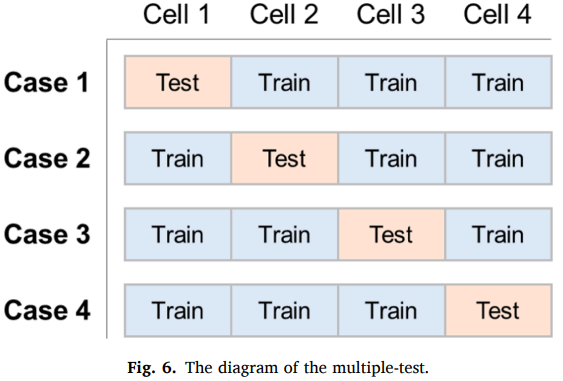 Cell 1 Cell 2 Cell 3 Cell 4
Case 1 Test Train Train Train
Case 2 Train Test Train Train
Case 3 Train Train Test Train
Case 4 Train Train Train Test
Fig. 6. The diagram of the multiple-test.